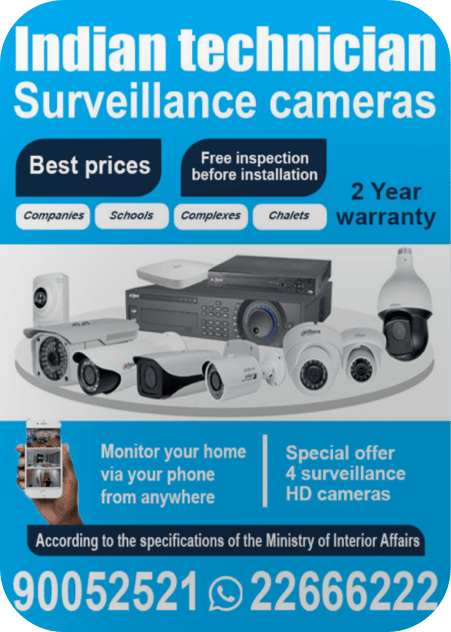 Indian technician
Surveillance cameras
Best prices
Free inspection
before installation
2 Year
warranty
Companies
Schools
Complexes
Chalets
Monitor your home
via your phone
from anywhere
Special offer
4 surveillance
HD cameras
According to the specifications of the Ministry of Interior Affairs
90052521 22666222